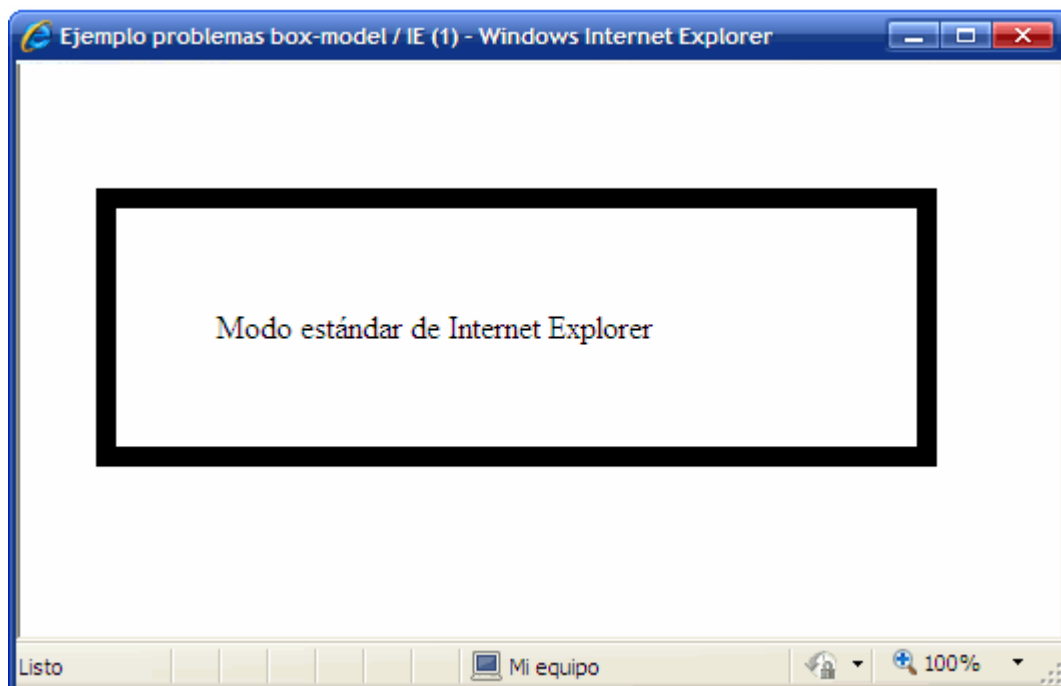 Ejemplo problemas box-model / IE (1) - Windows Internet Explorer
Modo estándar de Internet Explorer
Listo
Mi equipo
100%